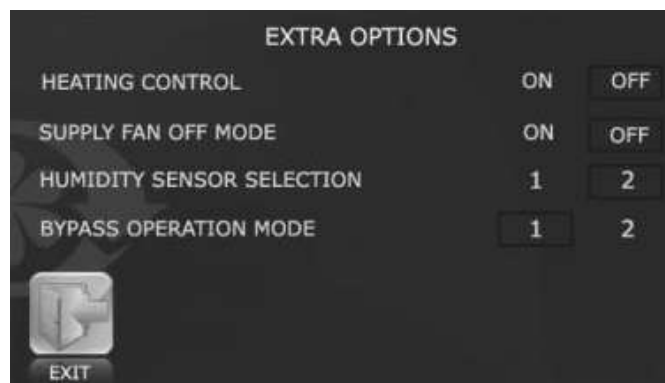 EXTRA OPTIONS
HEATING CONTROL ON OFF
SUPPLY FAN OFF MODE ON OFF
HUMIDITY SENSOR SELECTION 1 2
BYPASS OPERATION MODE 1 2
EXIT